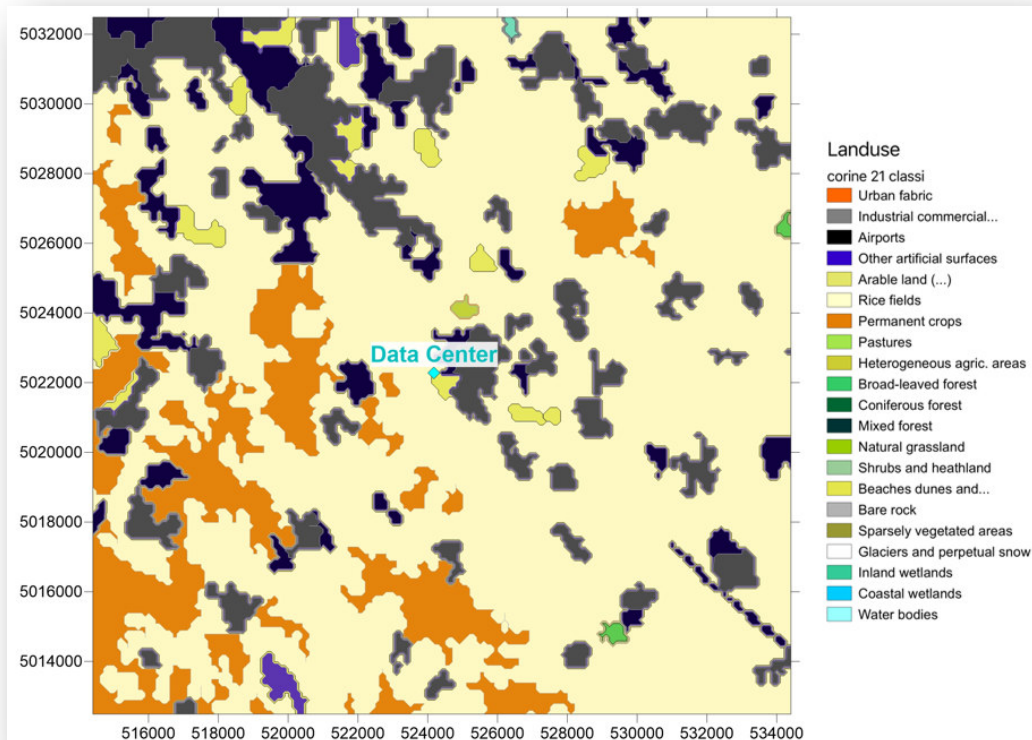 5032000
5030000
5028000
5026000
5024000
5022000
5020000
5018000
5016000
5014000
516000 518000 520000 522000 524000 526000 528000 530000 532000 534000
Data Center
Landuse
corine 21 classi
Urban fabric
Industrial commercial...
Airports
Other artificial surfaces
Arable land (...)
Rice fields
Permanent crops
Pastures
Heterogeneous agric. areas
Broad-leaved forest
Coniferous forest
Mixed forest
Natural grassland
Shrubs and heathland
Beaches dunes and...
Bare rock
Sparsely vegetated areas
Glaciers and perpetual snow
Inland wetlands
Coastal wetlands
Water bodies